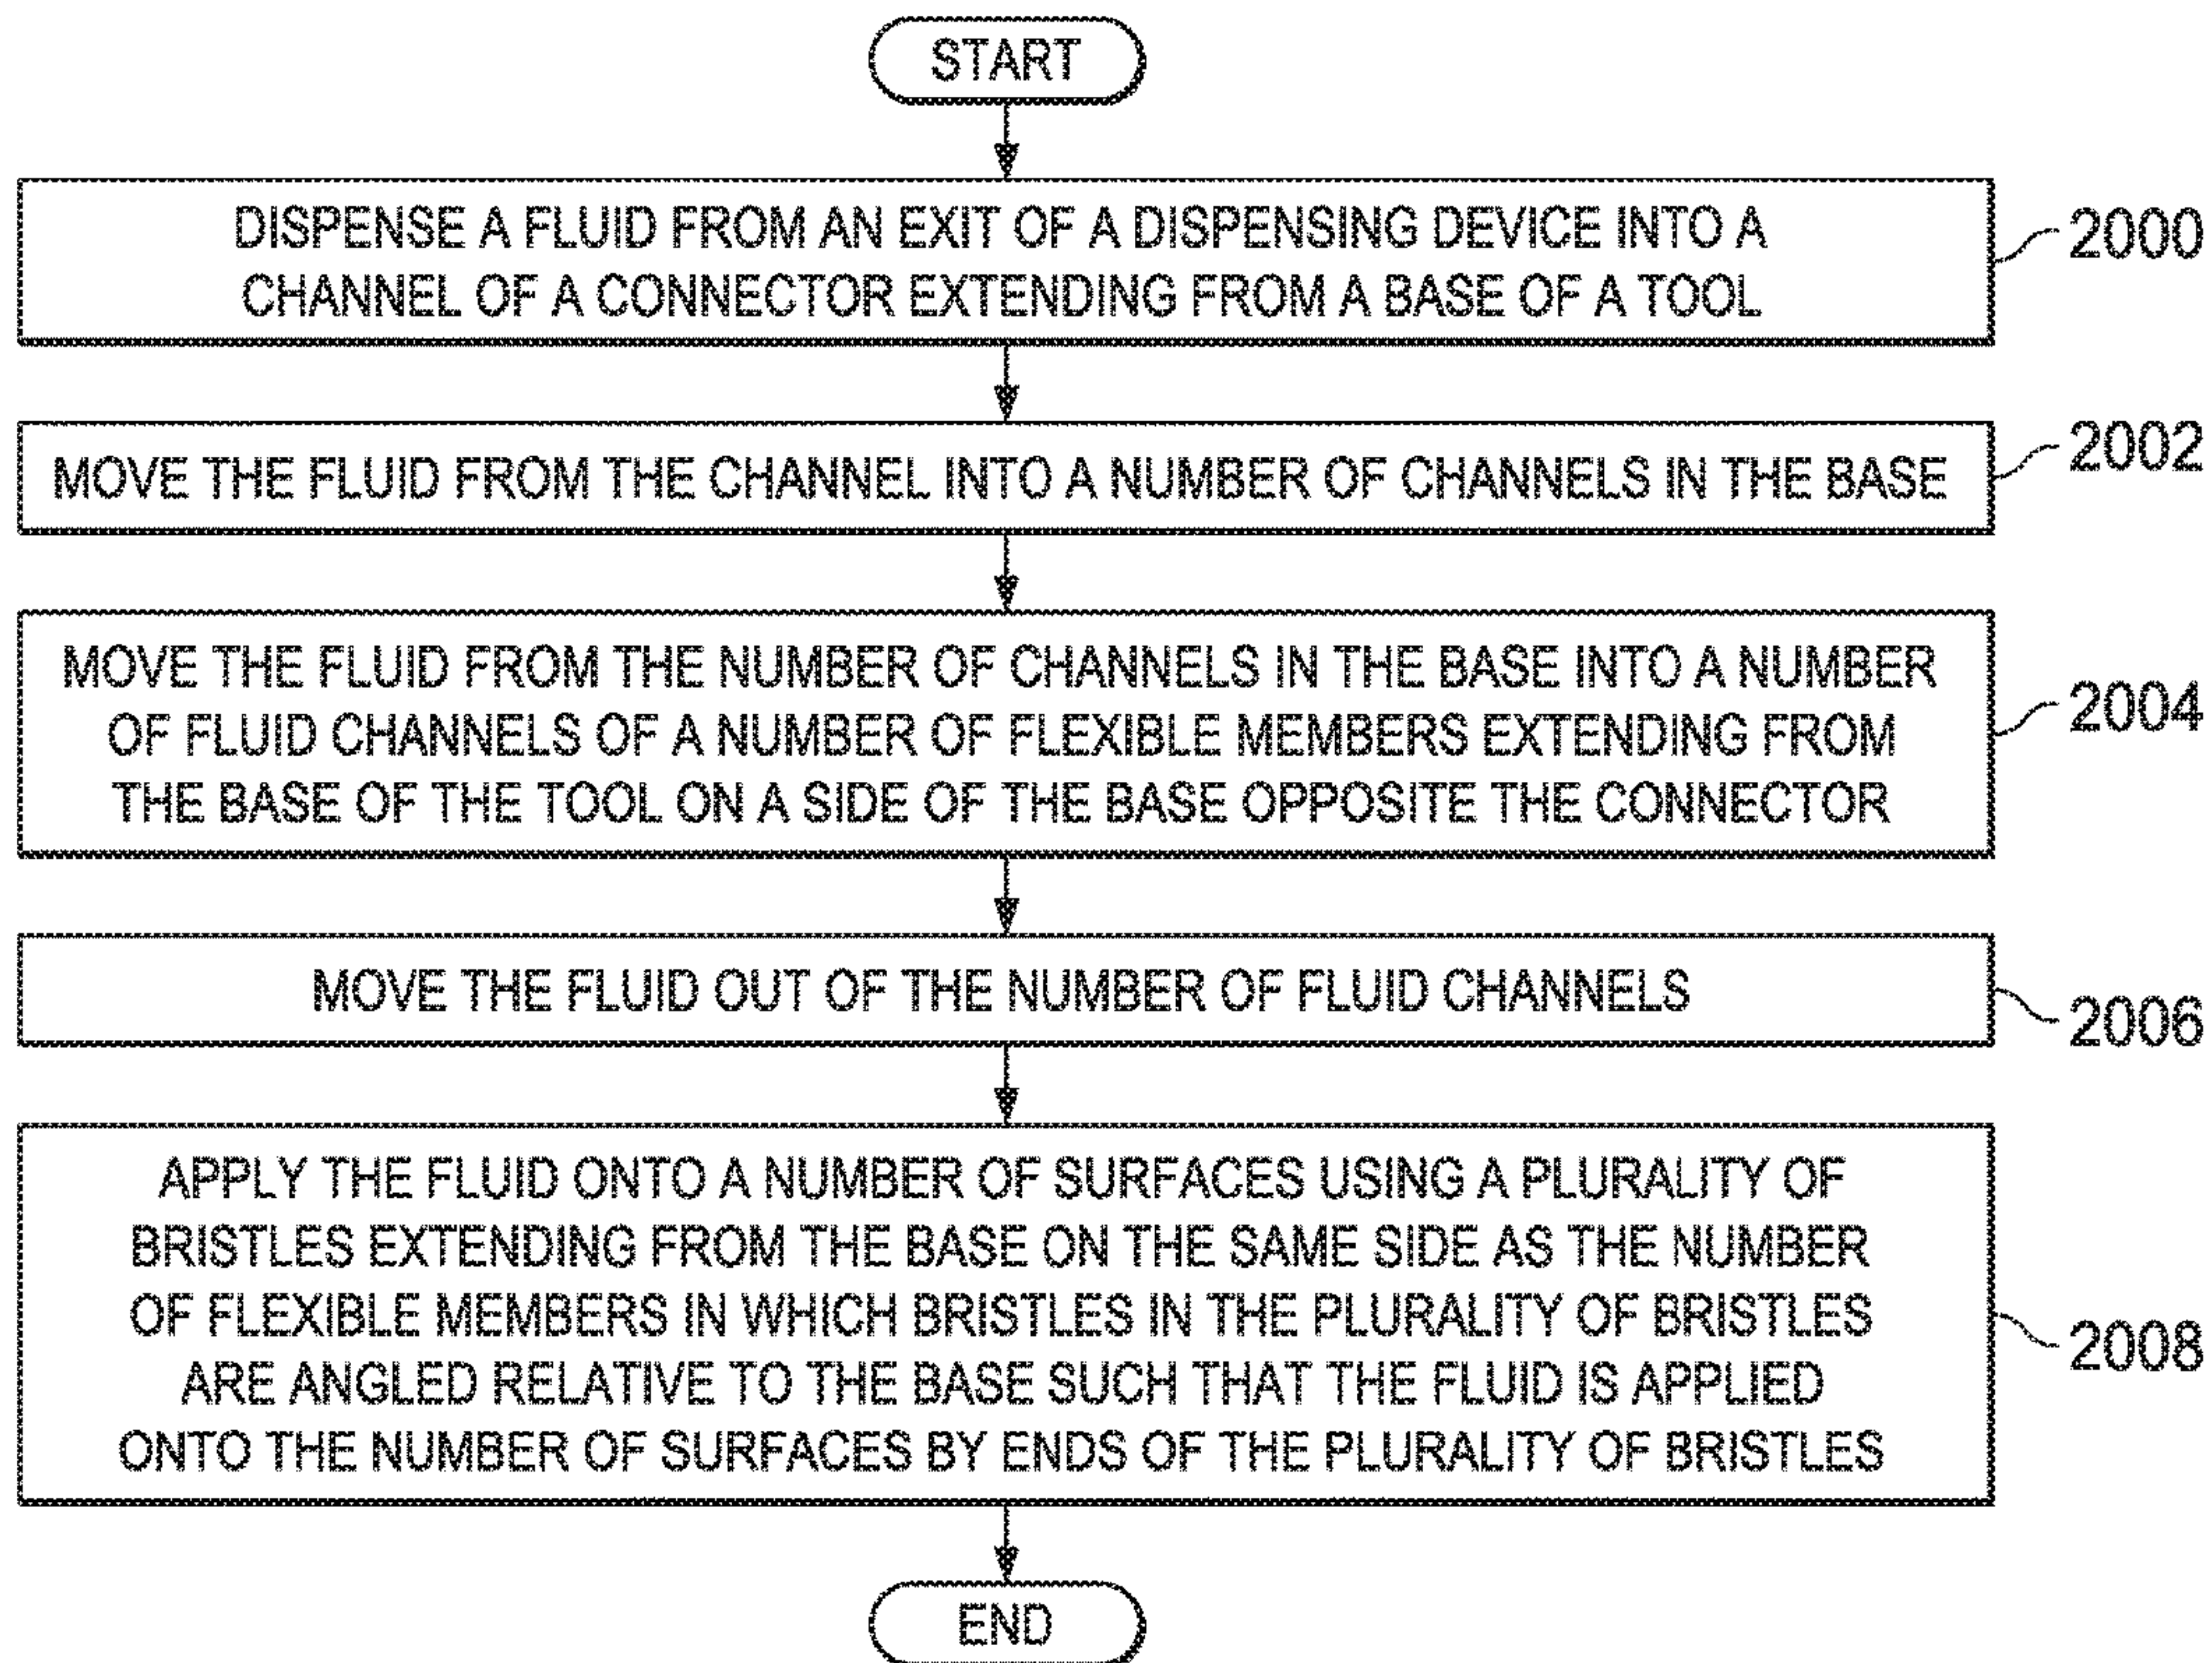 START
DISPENSE A FLUID FROM AN EXIT OF A DISPENSING DEVICE INTO A
CHANNEL OF A CONNECTOR EXTENDING FROM A BASE OF A TOOL
2000
MOVE THE FLUID FROM THE CHANNEL INTO A NUMBER OF CHANNELS IN THE BASE
2002
MOVE THE FLUID FROM THE NUMBER OF CHANNELS IN THE BASE INTO A NUMBER
OF FLUID CHANNELS OF A NUMBER OF FLEXIBLE MEMBERS EXTENDING FROM
THE BASE OF THE TOOL ON A SIDE OF THE BASE OPPOSITE THE CONNECTOR
2004
MOVE THE FLUID OUT OF THE NUMBER OF FLUID CHANNELS
2006
APPLY THE FLUID ONTO A NUMBER OF SURFACES USING A PLURALITY OF
BRISTLES EXTENDING FROM THE BASE ON THE SAME SIDE AS THE NUMBER
OF FLEXIBLE MEMBERS IN WHICH BRISTLES IN THE PLURALITY OF BRISTLES
ARE ANGLED RELATIVE TO THE BASE SUCH THAT THE FLUID IS APPLIED
ONTO THE NUMBER OF SURFACES BY ENDS OF THE PLURALITY OF BRISTLES
2008
END